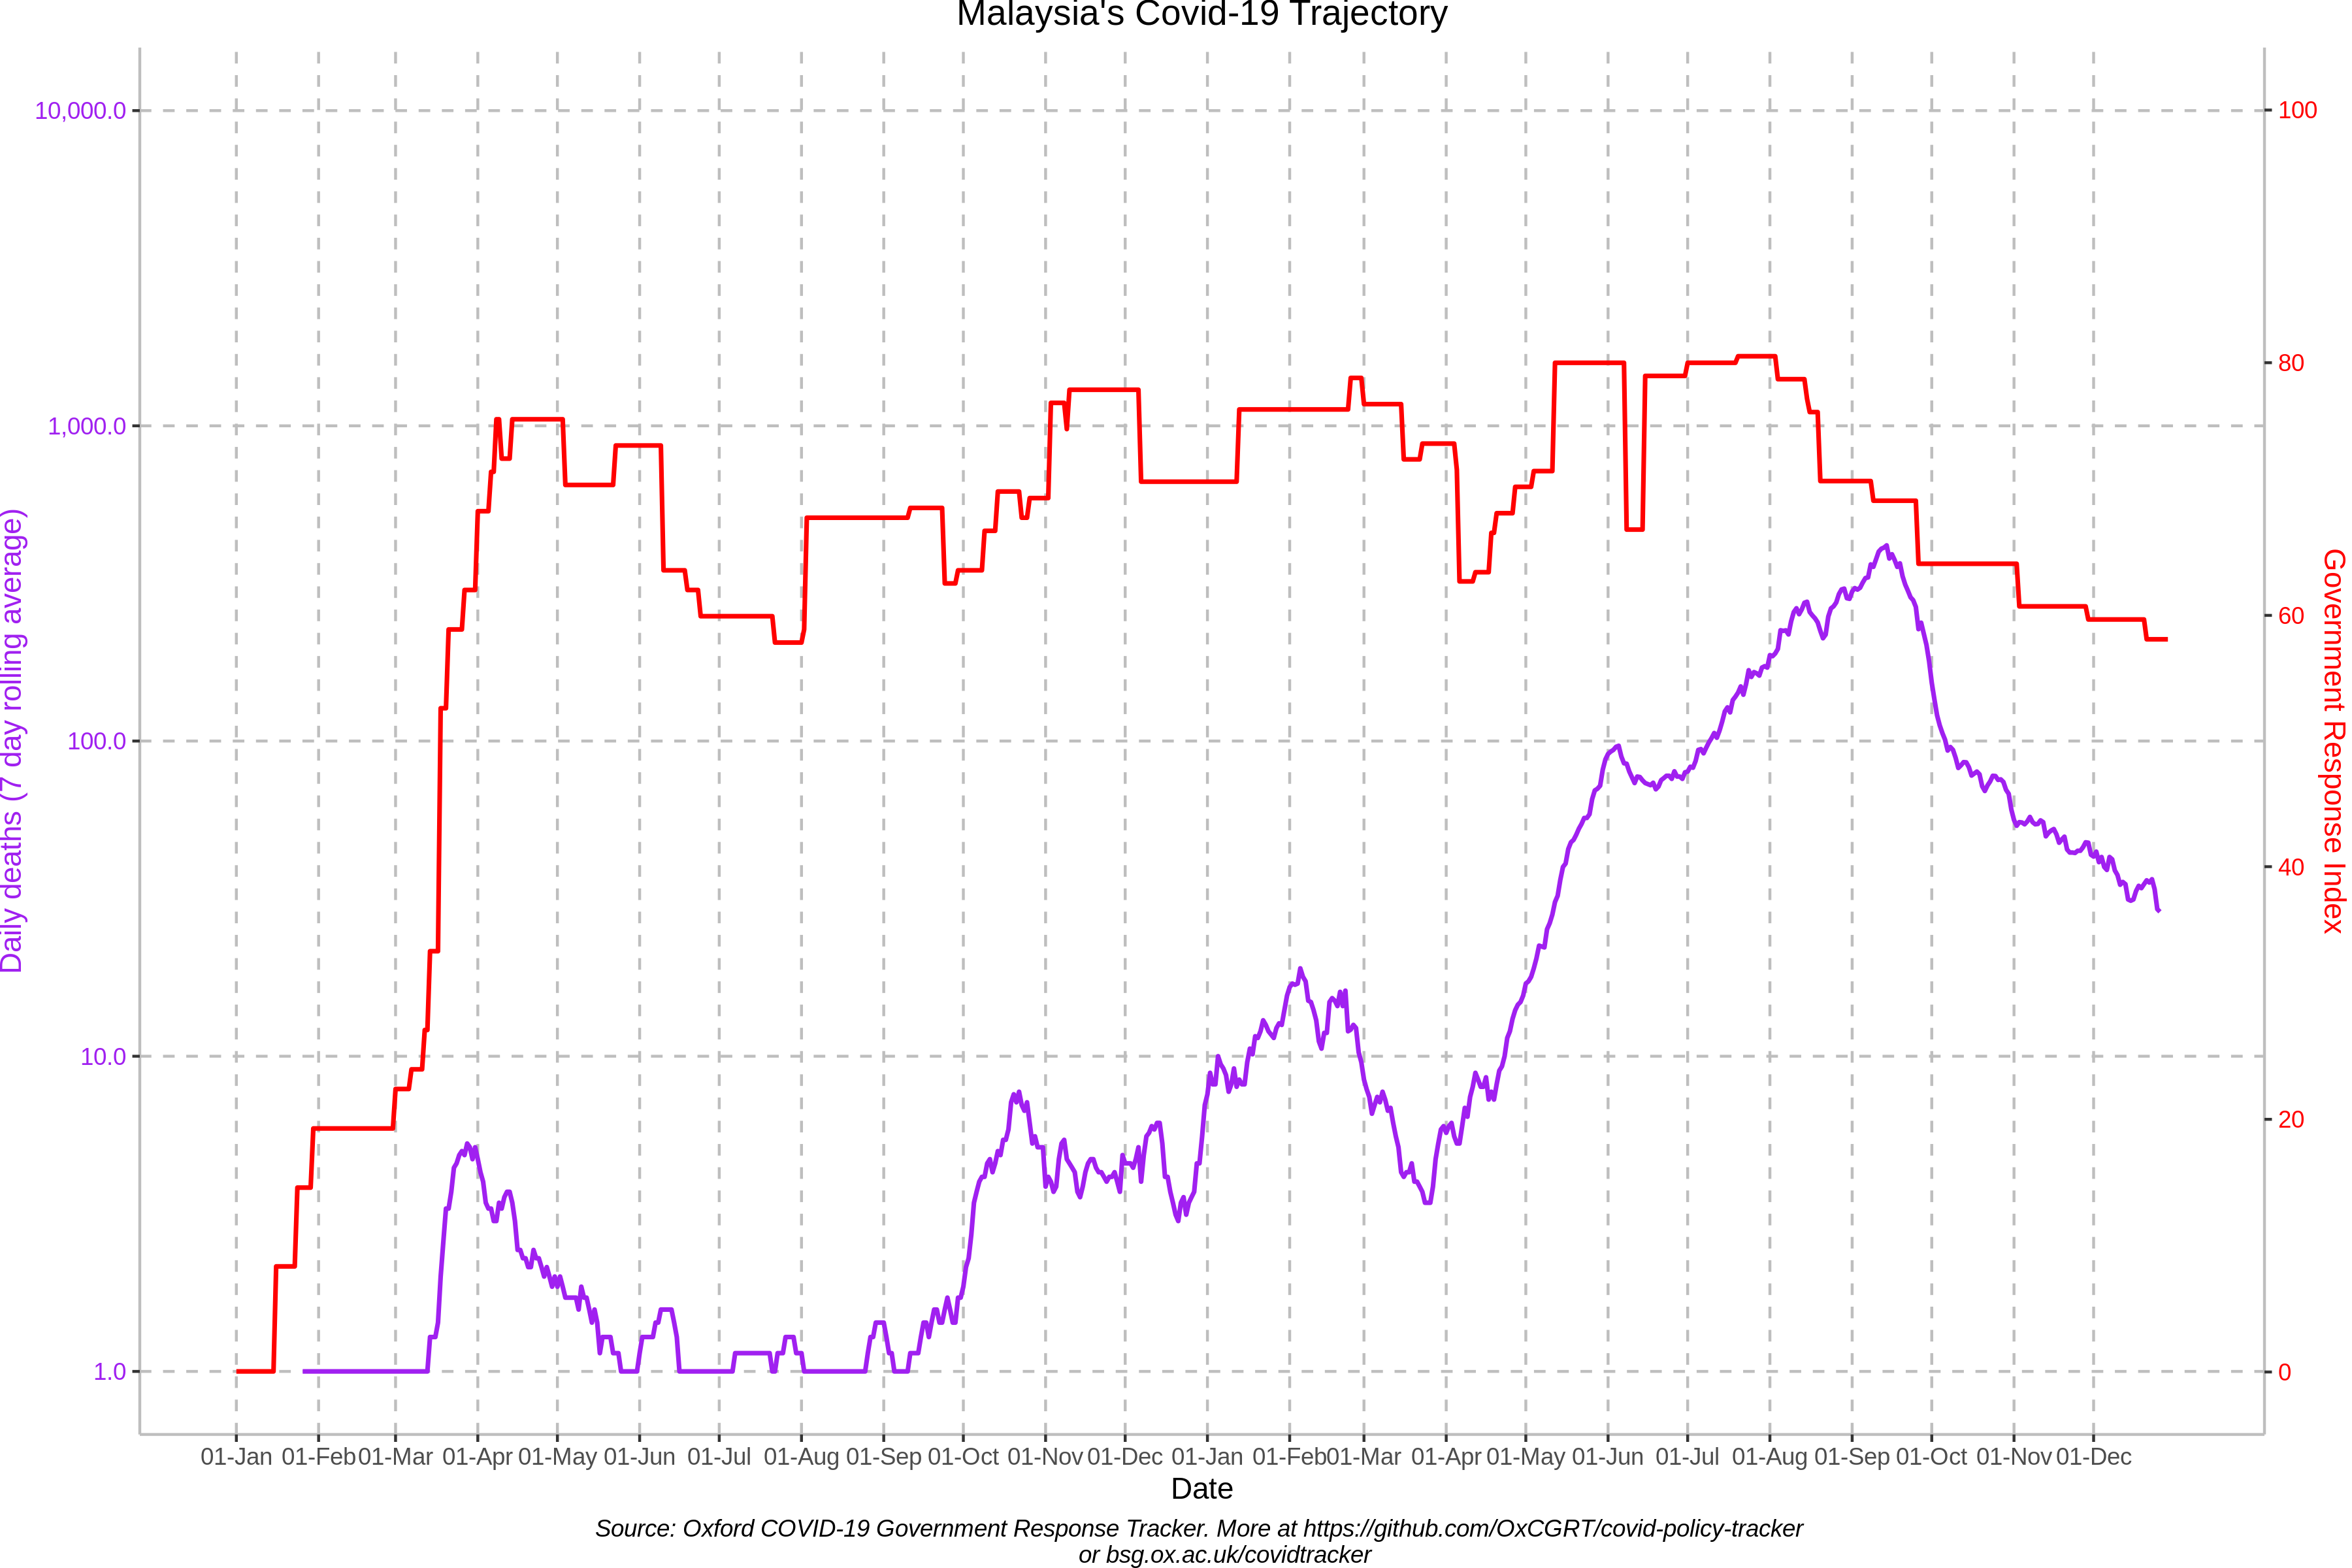 Malaysia's Covid-19 Trajectory
10,000.0
1,000.0
100.0
10.0
1.0
Daily deaths (7 day rolling average)
100
80
60
40
20
0
Government Response Index
01-Jan 01-Feb 01-Mar 01-Apr 01-May 01-Jun 01-Jul 01-Aug 01-Sep 01-Oct 01-Nov 01-Dec 01-Jan 01-Feb 01-Mar 01-Apr 01-May 01-Jun 01-Jul 01-Aug 01-Sep 01-Oct 01-Nov 01-Dec
Date
Source: Oxford COVID-19 Government Response Tracker. More at https://github.com/OxCGRT/covid-policy-tracker
or bsg.ox.ac.uk/covidtracker